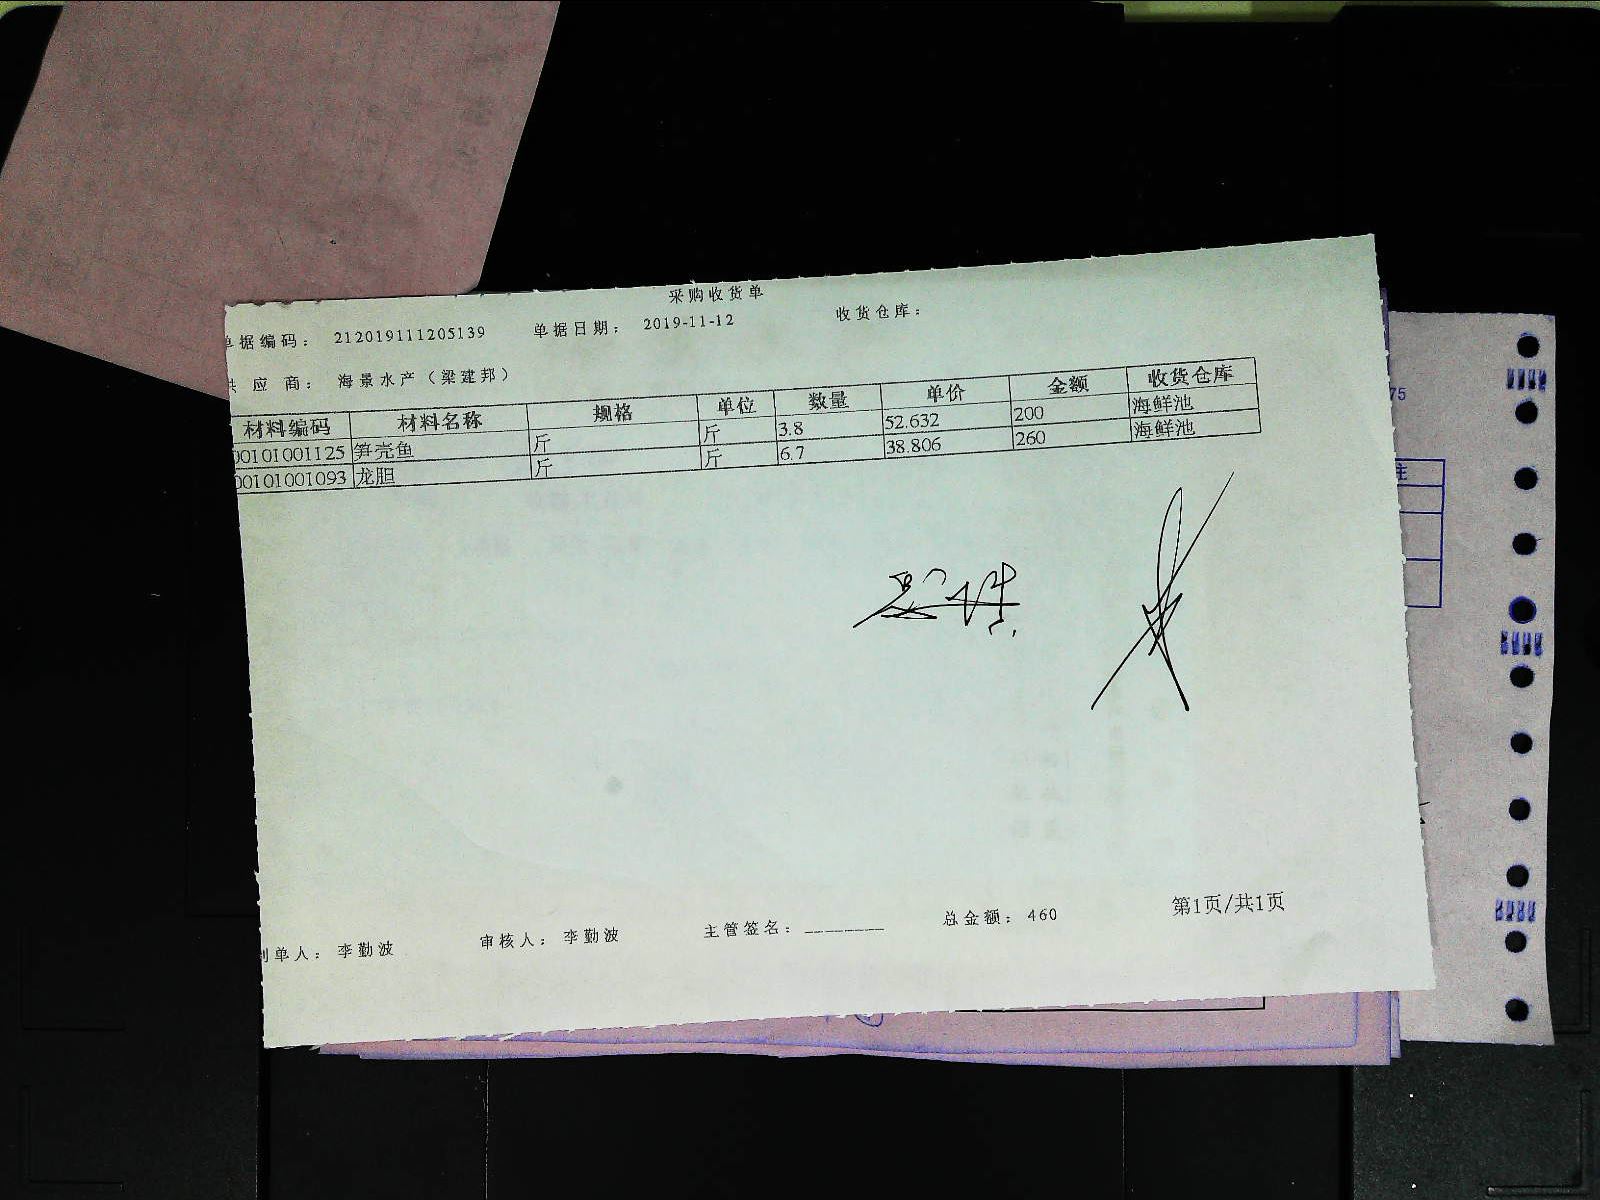 采购收货单
单据编码： 212019111205139 单据日期： 2019-11-12 收货仓库：
供应商： 海景水产（梁建邦）
材料编码 材料名称 规格 单位 数量 单价 金额 收货仓库
00101001125 笋壳鱼 斤 斤 3.8 52.632 200 海鲜池
00101001093 龙胆 斤 斤 6.7 38.806 260 海鲜池
制单人： 李勤波 审核人： 李勤波 主管签名： ________ 总金额： 460 第1页/共1页
75
注